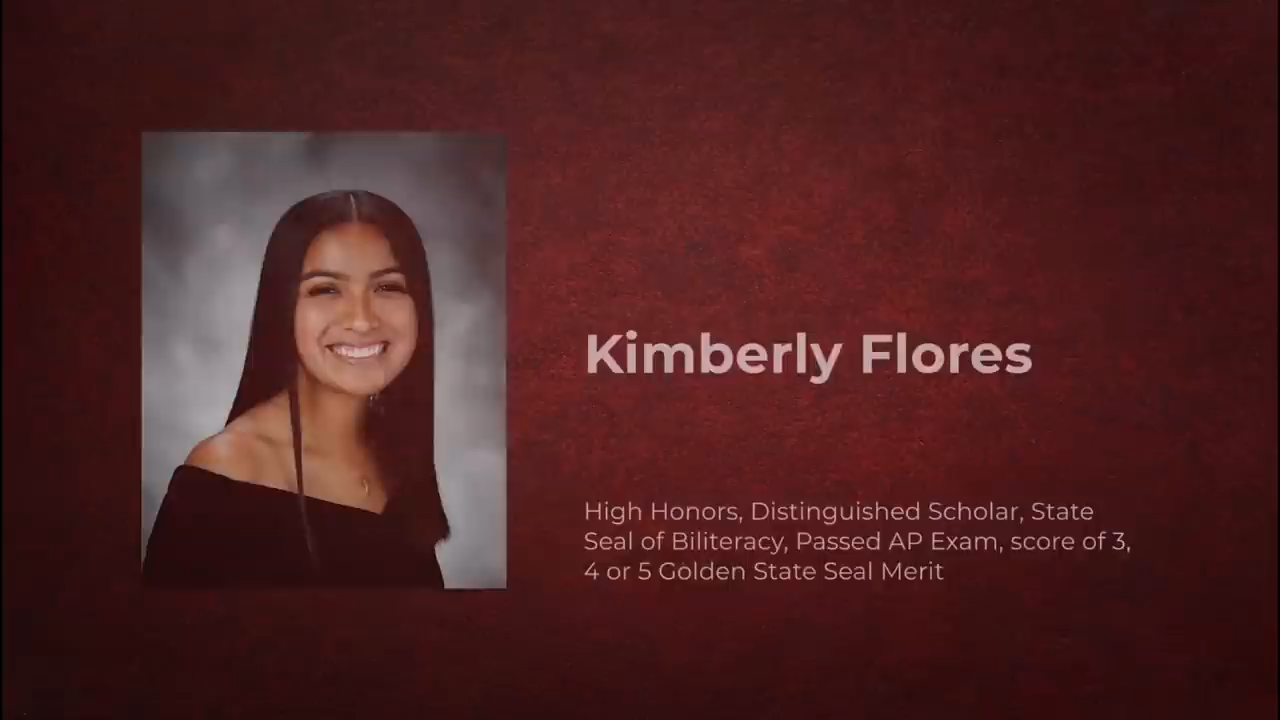 Kimberly Flores
High Honors, Distinguished Scholar, State
Seal of Biliteracy, Passed AP Exam, score of 3,
4 or 5 Golden State Seal Merit